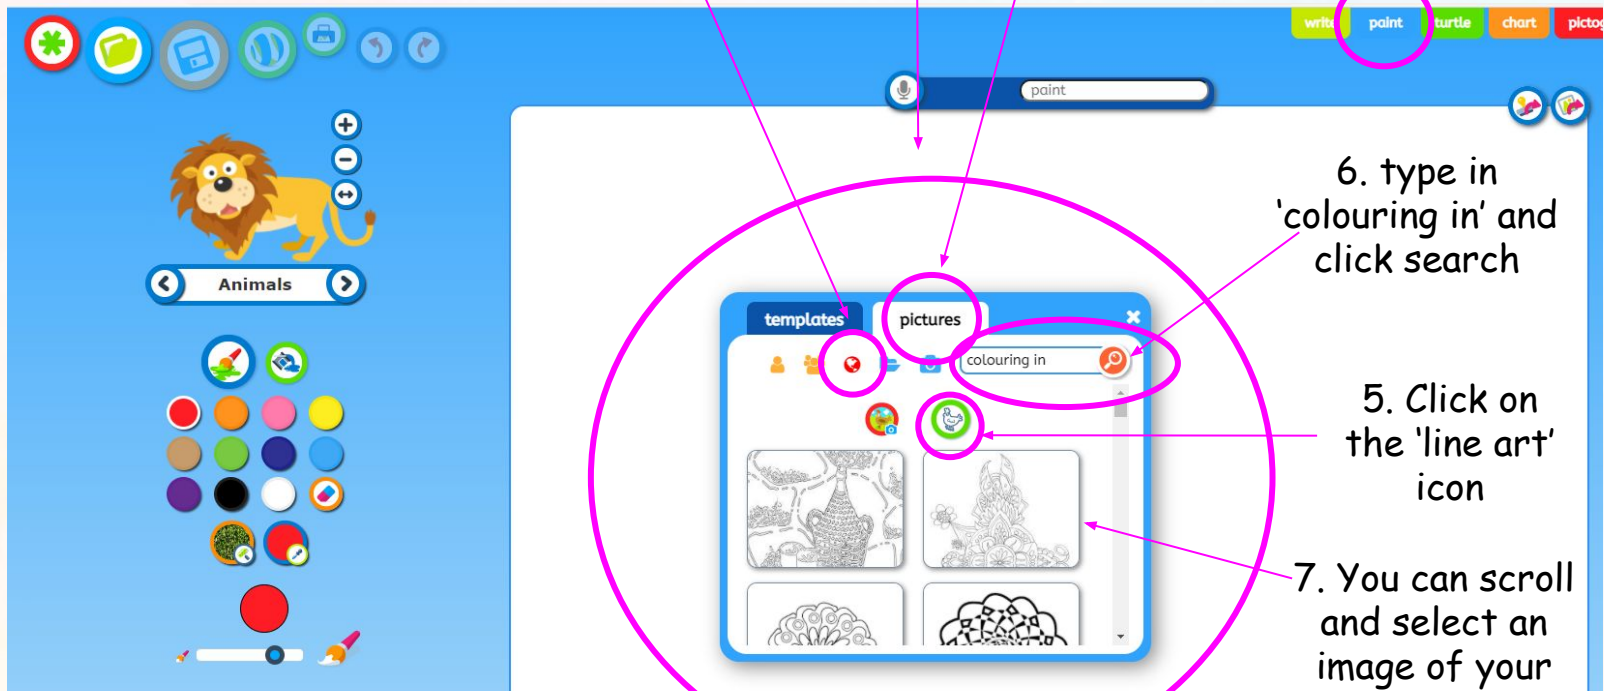 write
paint
turtle
chart
pictog
paint
6. type in
‘colouring in’ and
click search
Animals
templates
pictures
colouring in
5. Click on
the ‘line art’
icon
7. You can scroll
and select an
image of your